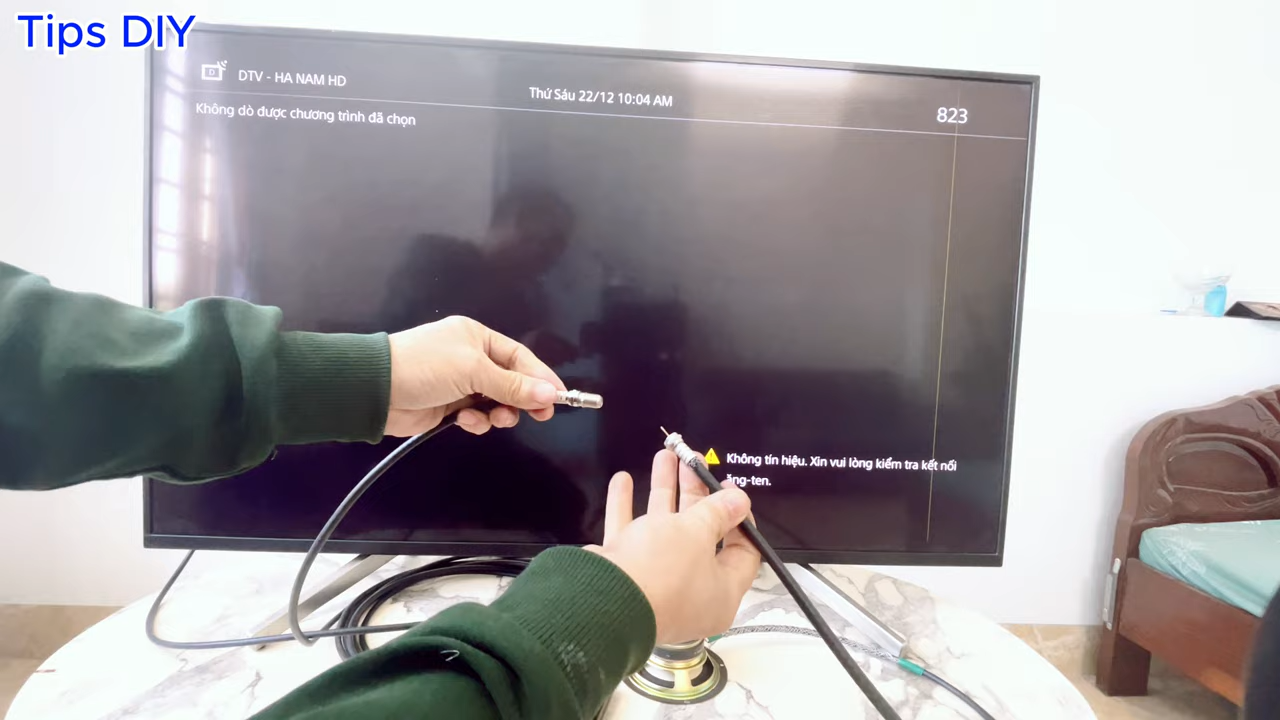 Tips DIY
DTV - HA NAM HD
Thứ Sáu 22/12 10:04 AM
823
Không dò được chương trình đã chọn
Không tín hiệu. Xin vui lòng kiểm tra kết nối
ăng-ten.